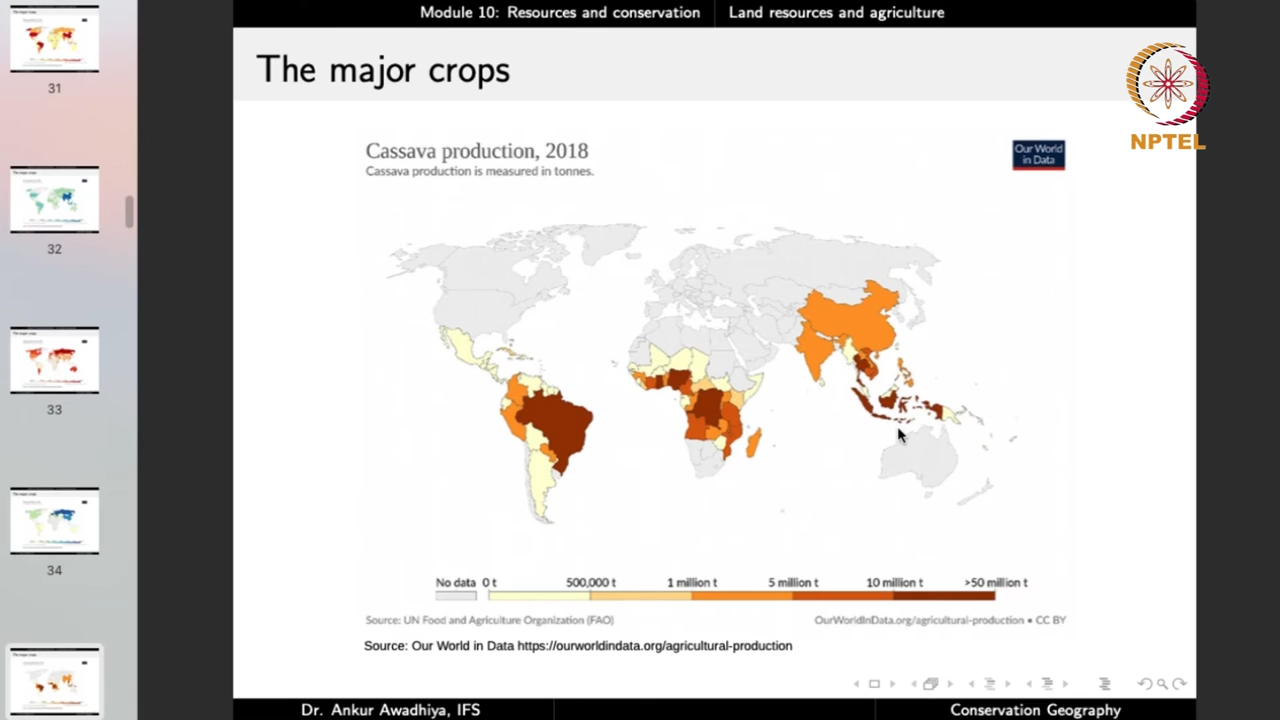 Module 10: Resources and conservation Land resources and agriculture
The major crops
NPTEL
Cassava production, 2018
Cassava production is measured in tonnes.
Our World
in Data
No data 0 t 500,000 t 1 million t 5 million t 10 million t >50 million t
Source: UN Food and Agriculture Organization (FAO) OurWorldInData.org/agricultural-production • CC BY
Source: Our World in Data https://ourworldindata.org/agricultural-production
Dr. Ankur Awadhiya, IFS Conservation Geography
31
32
33
34